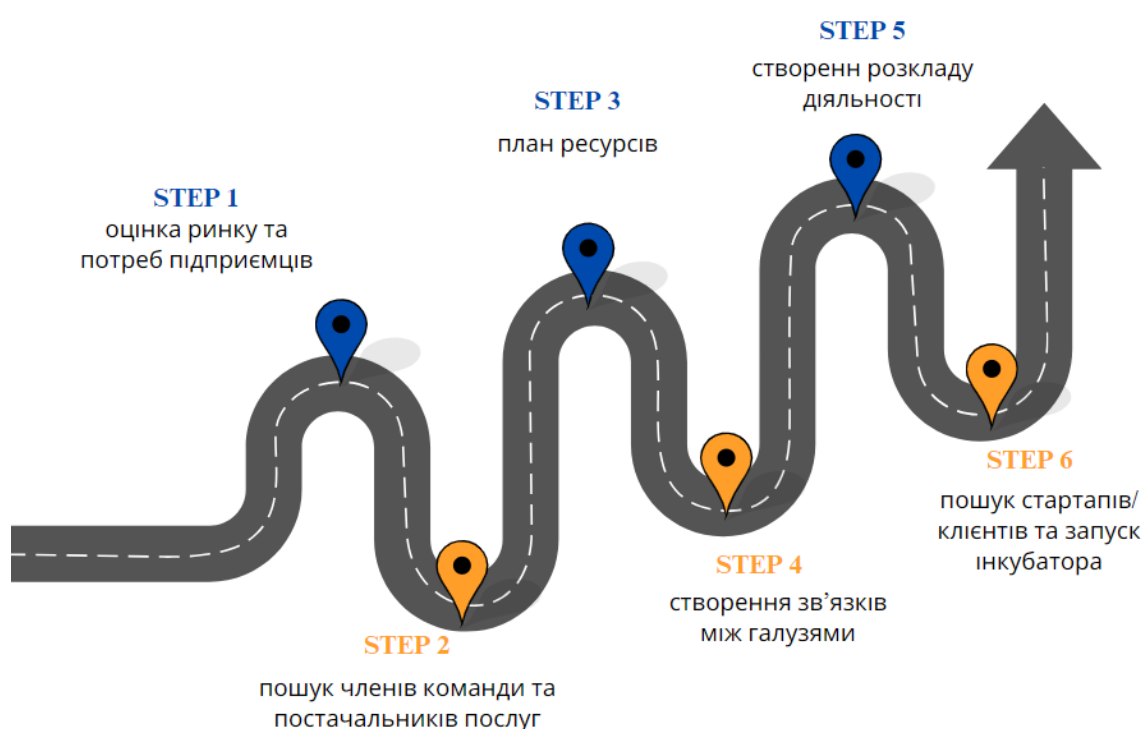 STEP 1
оцінка ринку та
потреб підприємців
STEP 2
пошук членів команди та
постачальників послуг
STEP 3
план ресурсів
STEP 4
створення зв’язків
між галузями
STEP 5
створенн розкладу
діяльності
STEP 6
пошук стартапів/
клієнтів та запуск
інкубатора